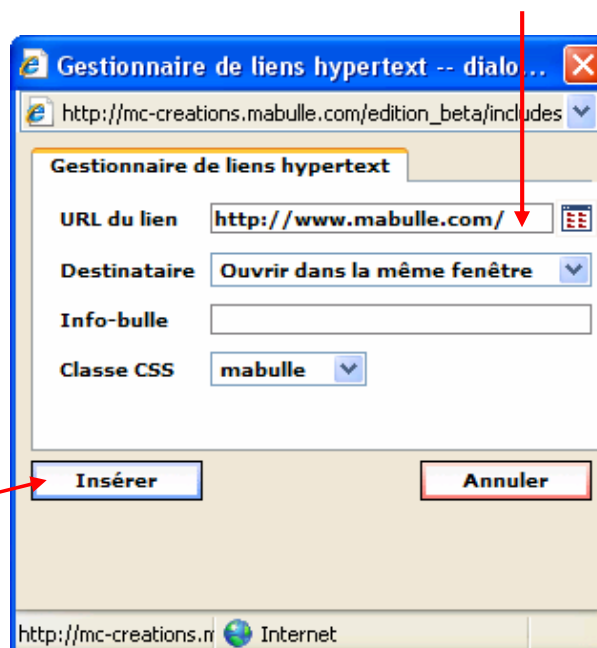 Gestionnaire de liens hypertext -- dialo...
http://mc-creations.mabulle.com/edition_beta/includes
Gestionnaire de liens hypertext
URL du lien http://www.mabulle.com/
Destinataire Ouvrir dans la même fenêtre
Info-bulle
Classe CSS mabulle
Insérer Annuler
http://mc-creations.m Internet